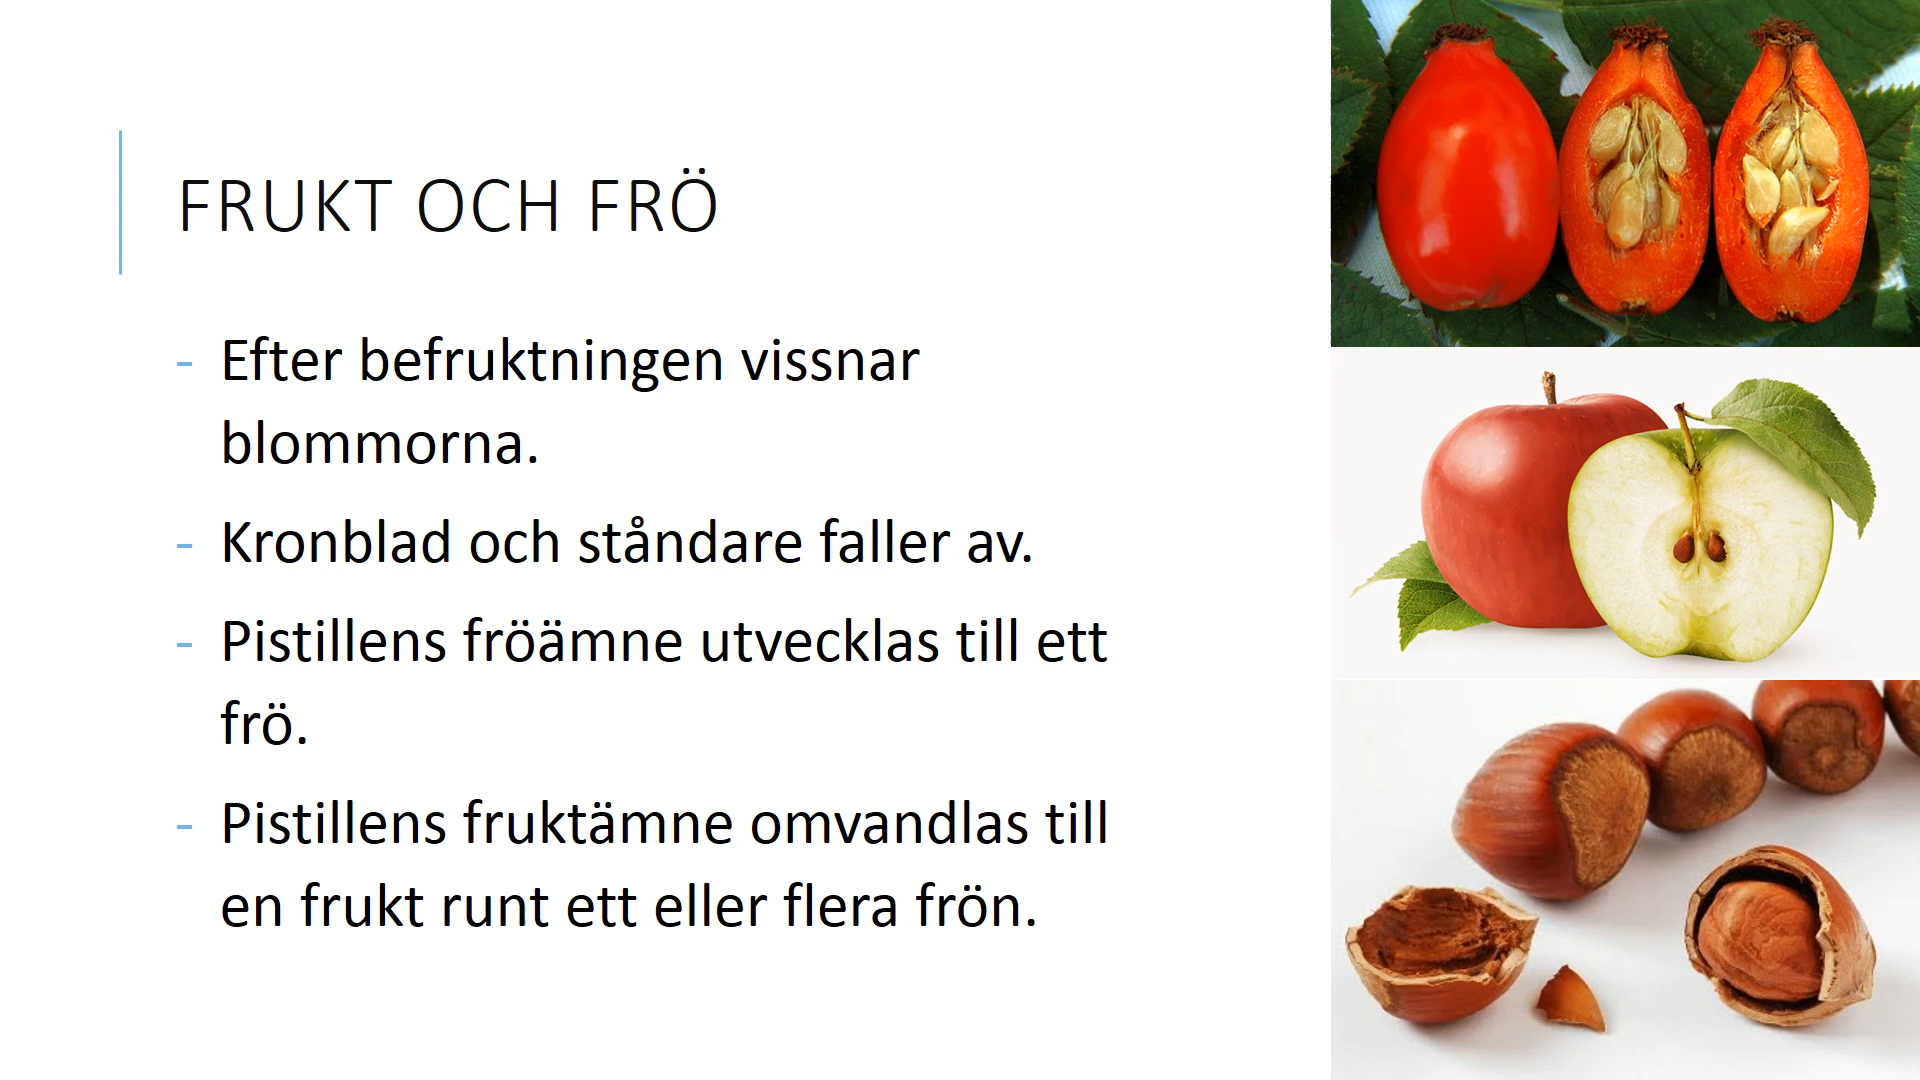 FRUKT OCH FRÖ
- Efter befruktningen vissnar
blommorna.
- Kronblad och ståndare faller av.
- Pistillens fröämne utvecklas till ett
frö.
- Pistillens fruktämne omvandlas till
en frukt runt ett eller flera frön.